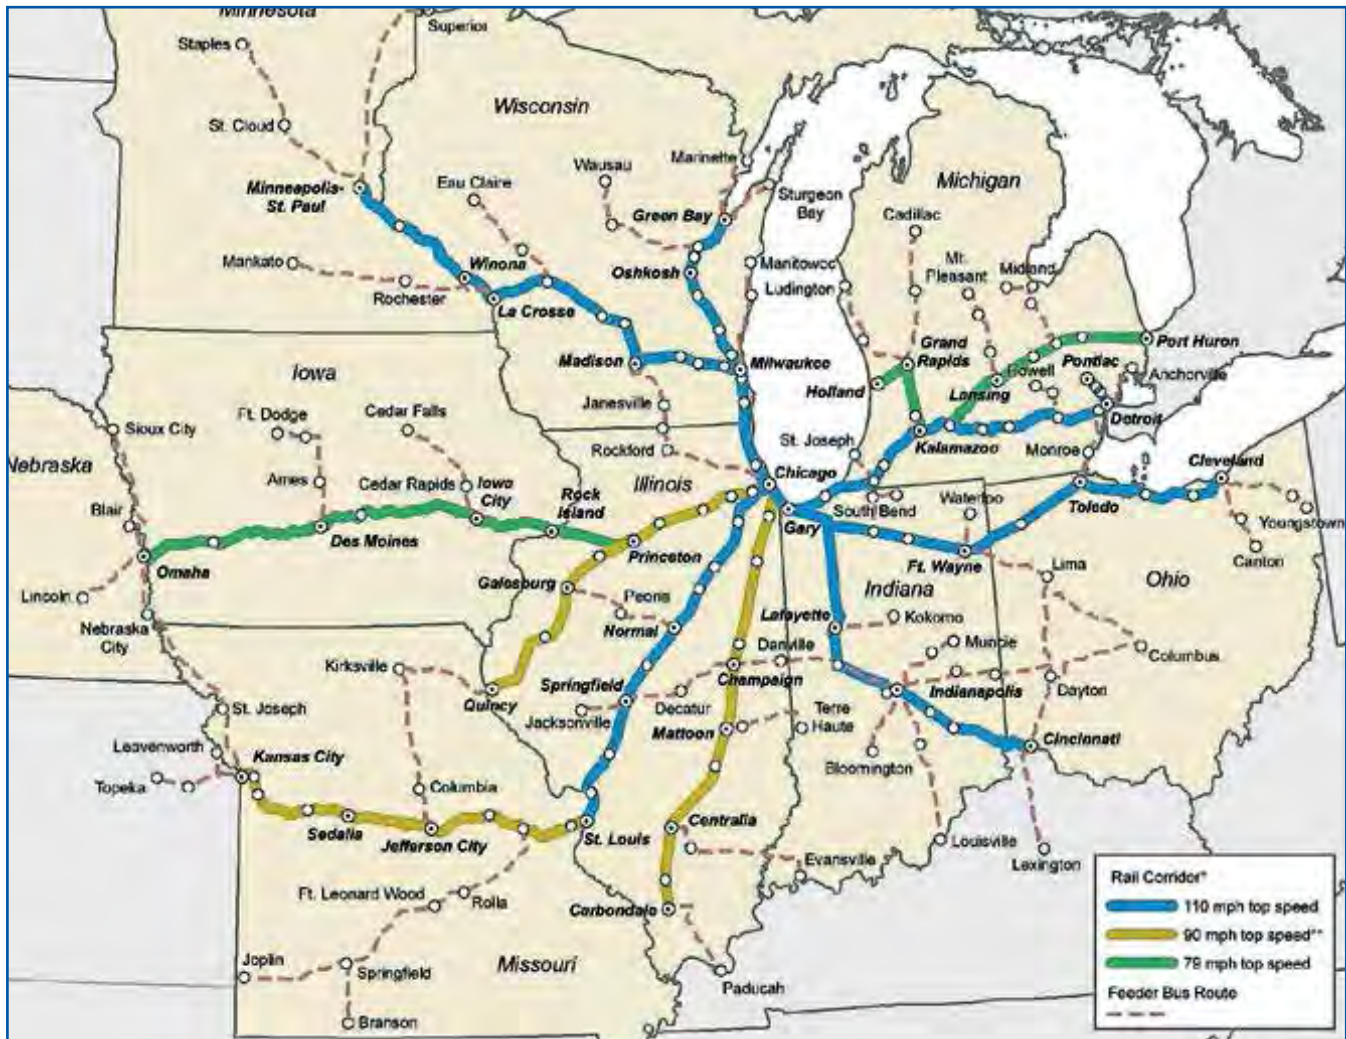 Minnesota
Superior
Staples
Wisconsin
St. Cloud
Marinette
Wausau
Eau Claire
Michigan
Minneapolis-
St. Paul
Sturgeon
Bay
Green Bay
Cadillac
Mankato
Winona
Oshkosh
Manitowoc
Mt.
Pleasant
Midland
Ludington
Rochester
La Crosse
Grand
Rapids
Port Huron
Madison
Milwaukee
Pontiac
Iowa
Howell
Anchorville
Holland
Lansing
Janesville
Ft. Dodge
Cedar Falls
Detroit
Sioux City
St. Joseph
Kalamazoo
Rockford
Monroe
Nebraska
Chicago
Cleveland
Ames
Cedar Rapids
Iowa
City
Illinois
Rock
Island
Waterloo
Toledo
South Bend
Blair
Gary
Youngstown
Des Moines
Princeton
Canton
Omaha
Ft. Wayne
Lima
Galesburg
Indiana
Ohio
Lincoln
Peoria
Lafayette
Kokomo
Nebraska
City
Normal
Danville
Muncie
Columbus
Kirksville
Champaign
Springfield
Indianapolis
Dayton
Quincy
Decatur
St. Joseph
Jacksonville
Terre
Haute
Mattoon
Cincinnati
Leavenworth
Kansas City
Bloomington
Topeka
Columbia
Centralia
Sedalia
Jefferson City
St. Louis
Louisville
Evansville
Lexington
Ft. Leonard Wood
Rolla
Carbondale
Joplin
Springfield
Missouri
Paducah
Branson
Rail Corridor*
110 mph top speed
90 mph top speed**
79 mph top speed
Feeder Bus Route